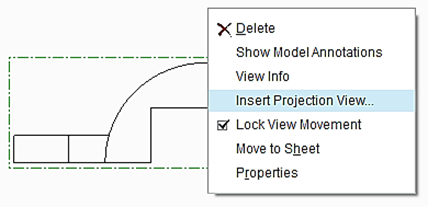 Delete
Show Model Annotations
View Info
Insert Projection View...
Lock View Movement
Move to Sheet
Properties